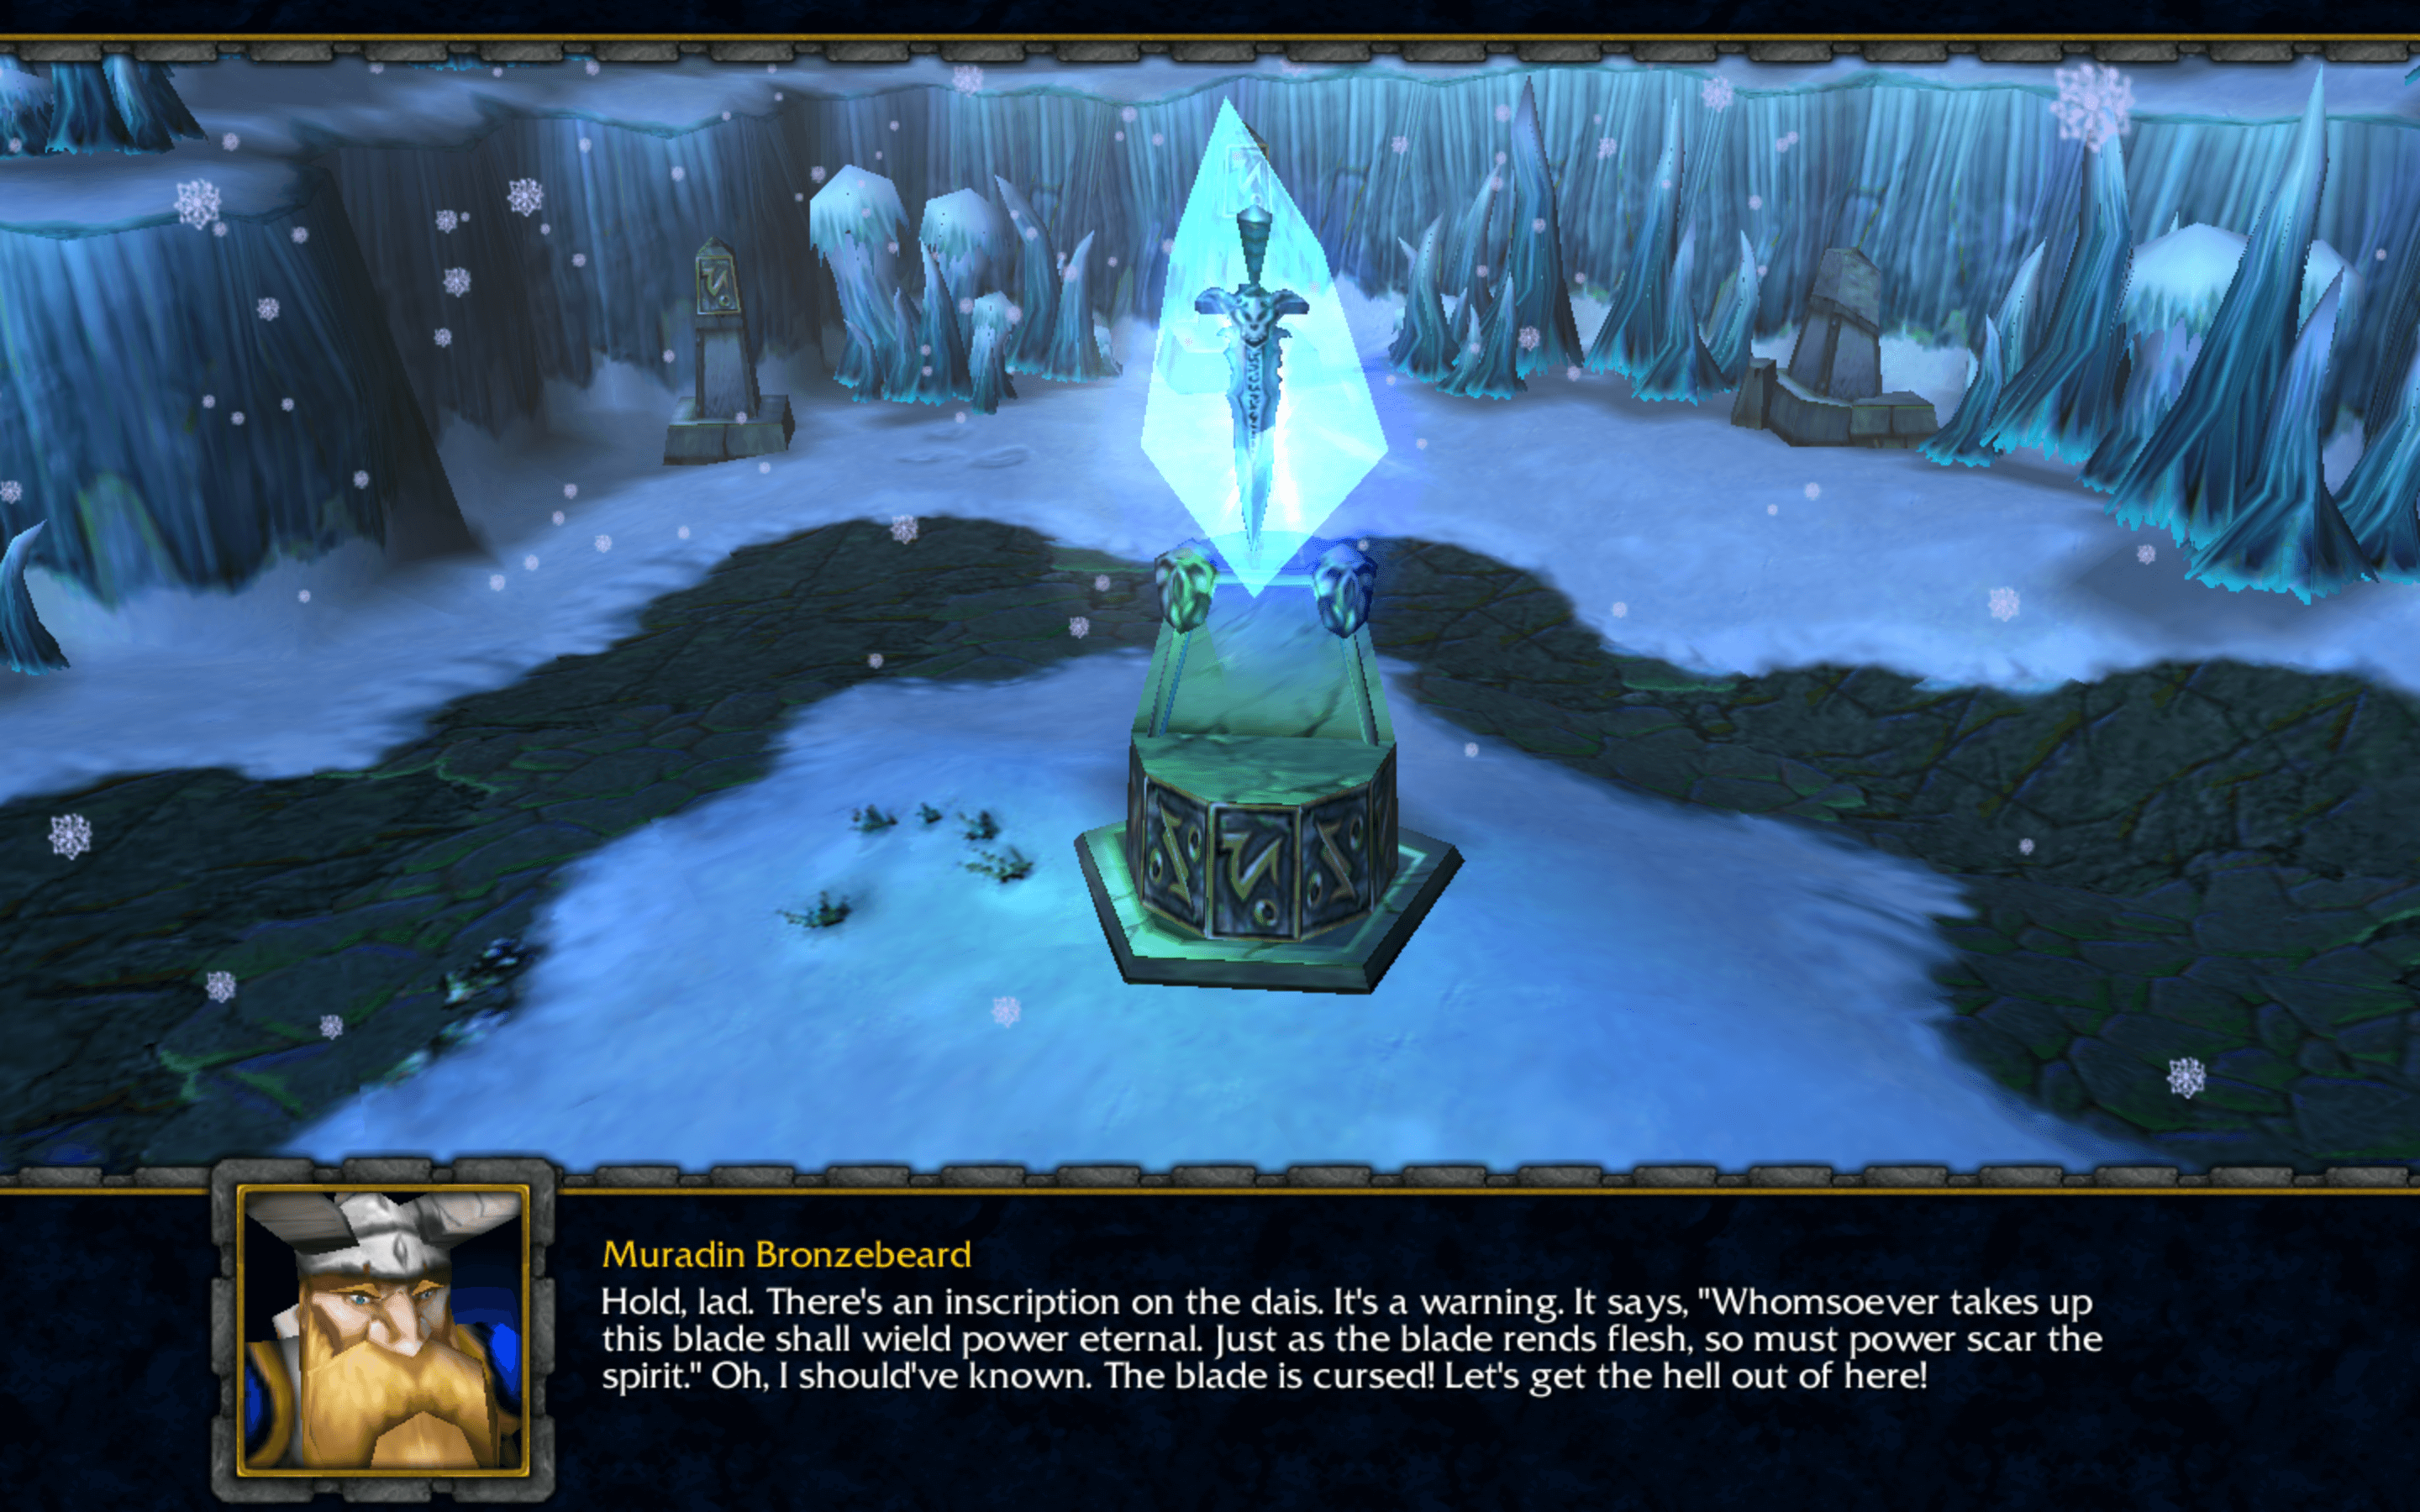 Muradin Bronzebeard
Hold, lad. There's an inscription on the dais. It's a warning. It says, "Whomsoever takes up
this blade shall wield power eternal. Just as the blade rends flesh, so must power scar the
spirit." Oh, I should've known. The blade is cursed! Let's get the hell out of here!